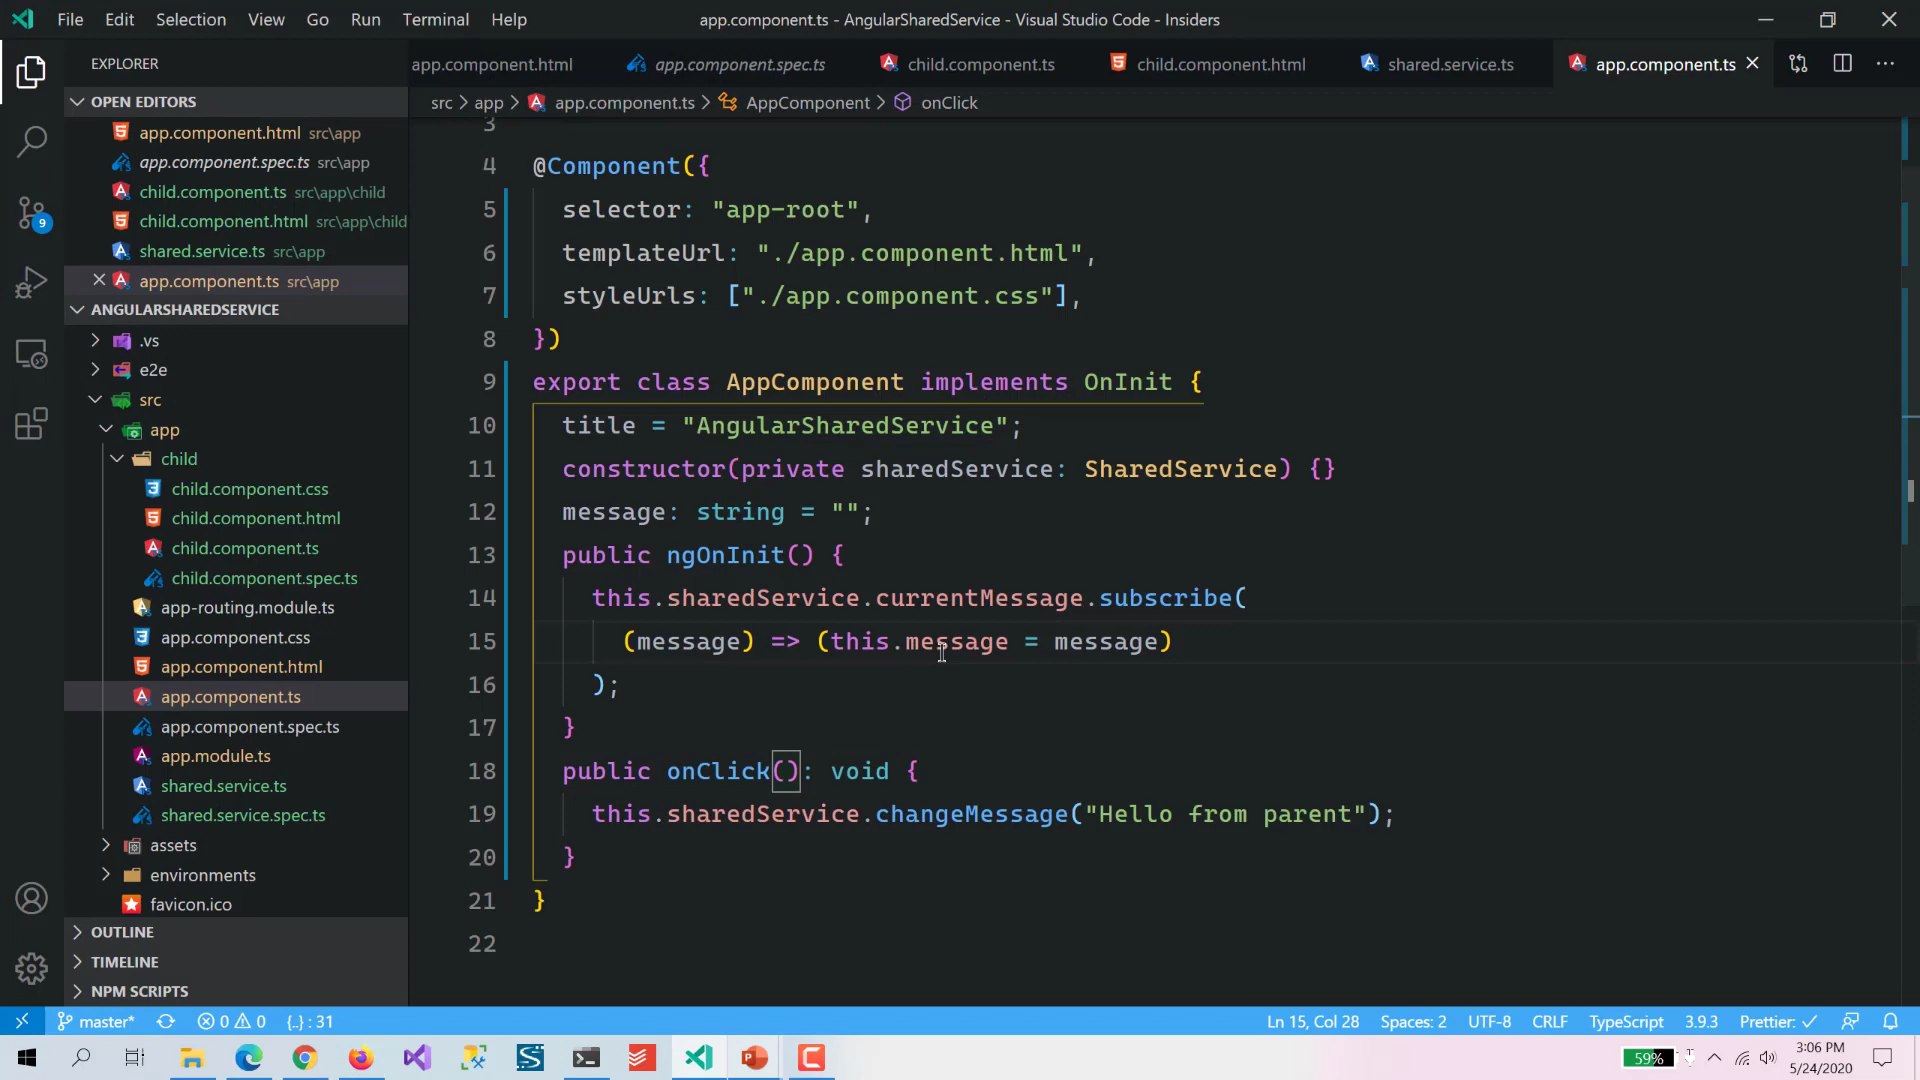 File Edit Selection View Go Run Terminal Help
app.component.ts - AngularSharedService - Visual Studio Code - Insiders
EXPLORER
app.component.html app.component.spec.ts child.component.ts child.component.html shared.service.ts app.component.ts
OPEN EDITORS
src > app > app.component.ts > AppComponent > onClick
app.component.html src\app
app.component.spec.ts src\app
child.component.ts src\app\child
child.component.html src\app\child
shared.service.ts src\app
app.component.ts src\app
ANGULARSHAREDSERVICE
.vs
e2e
src
app
child
child.component.css
child.component.html
child.component.ts
child.component.spec.ts
app-routing.module.ts
app.component.css
app.component.html
app.component.ts
app.component.spec.ts
app.module.ts
shared.service.ts
shared.service.spec.ts
assets
environments
favicon.ico
OUTLINE
TIMELINE
NPM SCRIPTS
9
3
4 @Component({
5 selector: "app-root",
6 templateUrl: "./app.component.html",
7 styleUrls: ["./app.component.css"],
8 })
9 export class AppComponent implements OnInit {
10 title = "AngularSharedService";
11 constructor(private sharedService: SharedService) {}
12 message: string = "";
13 public ngOnInit() {
14 this.sharedService.currentMessage.subscribe(
15 (message) => (this.message = message)
16 );
17 }
18 public onClick(): void {
19 this.sharedService.changeMessage("Hello from parent");
20 }
21 }
22
master* 0 0 {..} : 31
Ln 15, Col 28 Spaces: 2 UTF-8 CRLF TypeScript 3.9.3 Prettier: ✓
59%
3:06 PM
5/24/2020